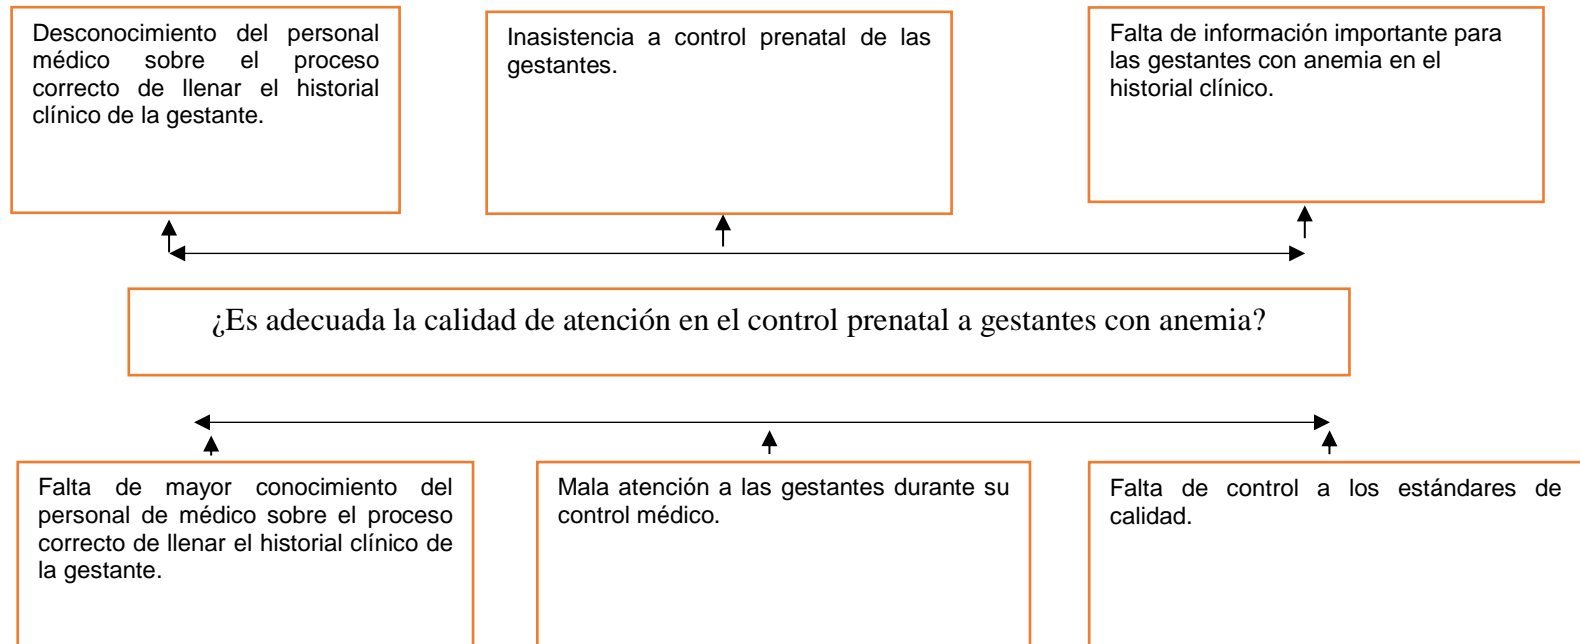 Desconocimiento del personal
médico sobre el proceso
correcto de llenar el historial
clínico de la gestante.
Inasistencia a control prenatal de las
gestantes.
Falta de información importante para
las gestantes con anemia en el
historial clínico.
¿Es adecuada la calidad de atención en el control prenatal a gestantes con anemia?
Falta de mayor conocimiento del
personal de médico sobre el proceso
correcto de llenar el historial clínico de
la gestante.
Mala atención a las gestantes durante su
control médico.
Falta de control a los estándares de
calidad.